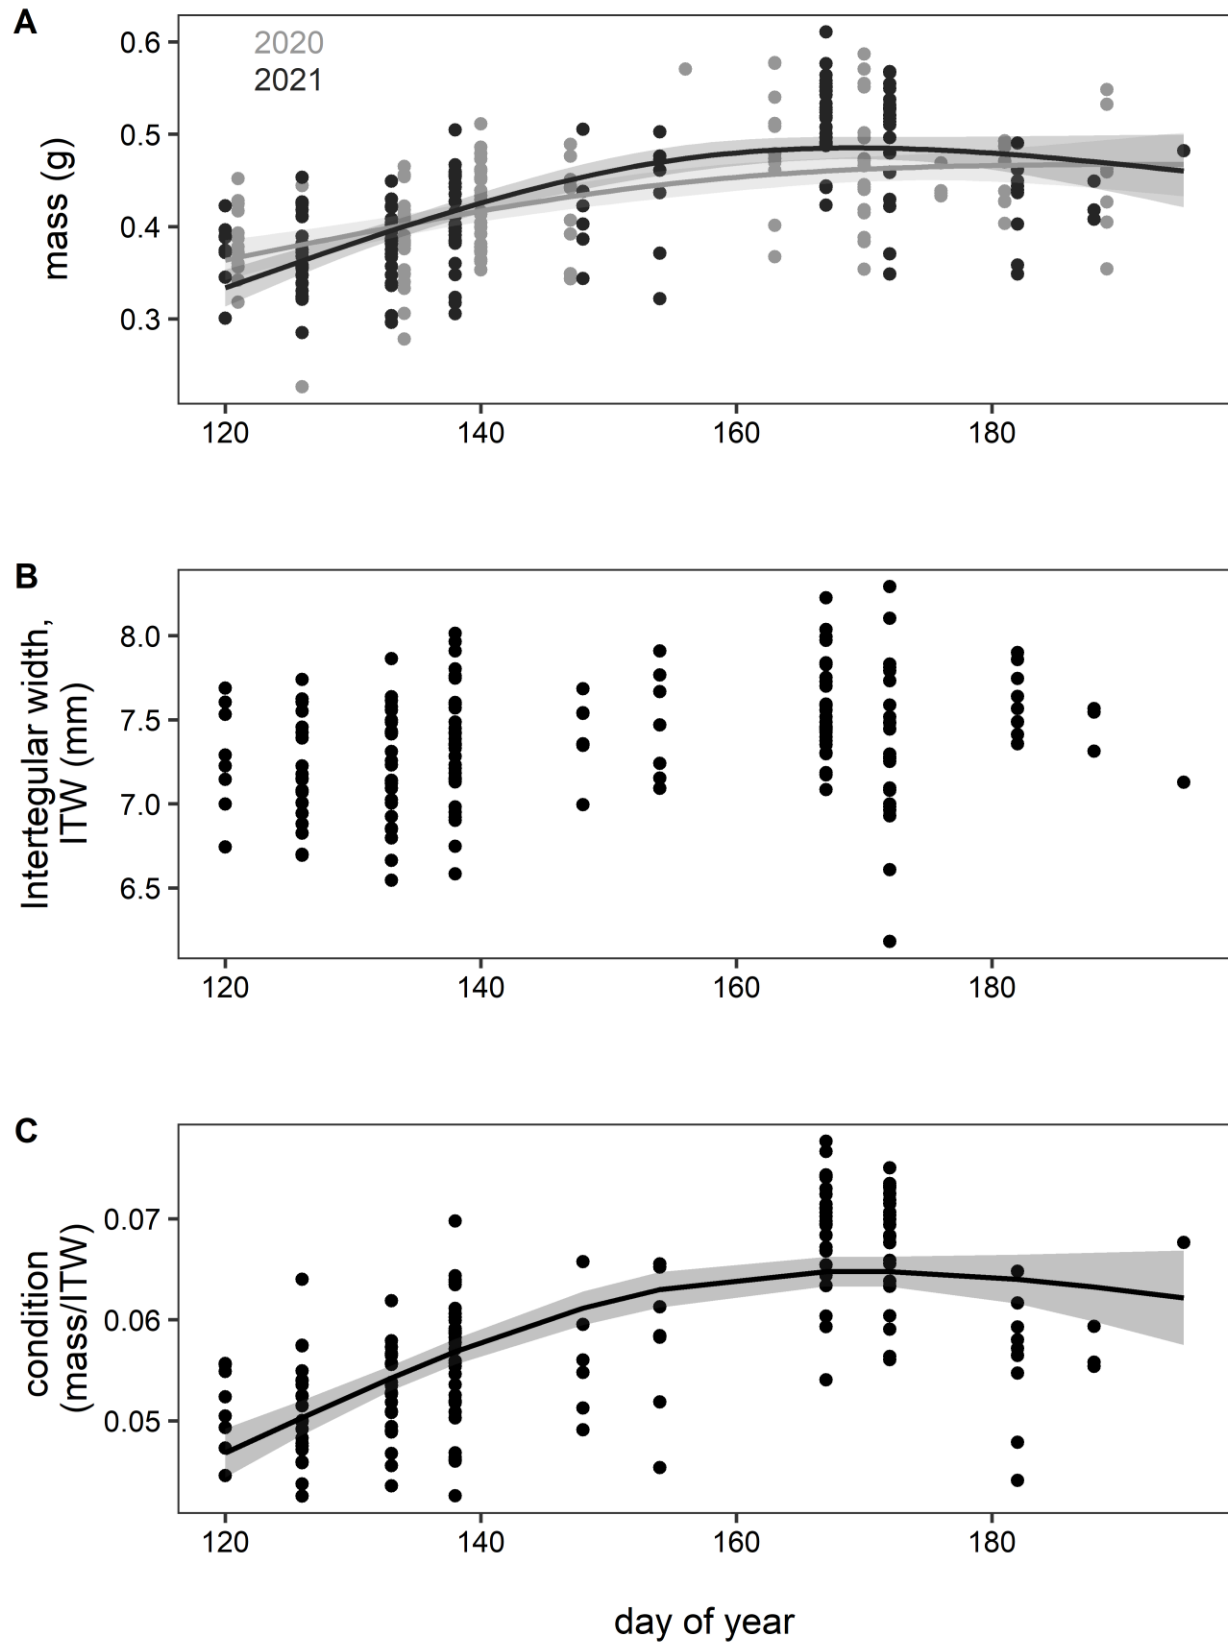 A
2020
2021
mass (g)
0.6
0.5
0.4
0.3
120 140 160 180
B
Intertegular width,
ITW (mm)
8.0
7.5
7.0
6.5
120 140 160 180
C
condition
(mass/ITW)
0.07
0.06
0.05
120 140 160 180
day of year